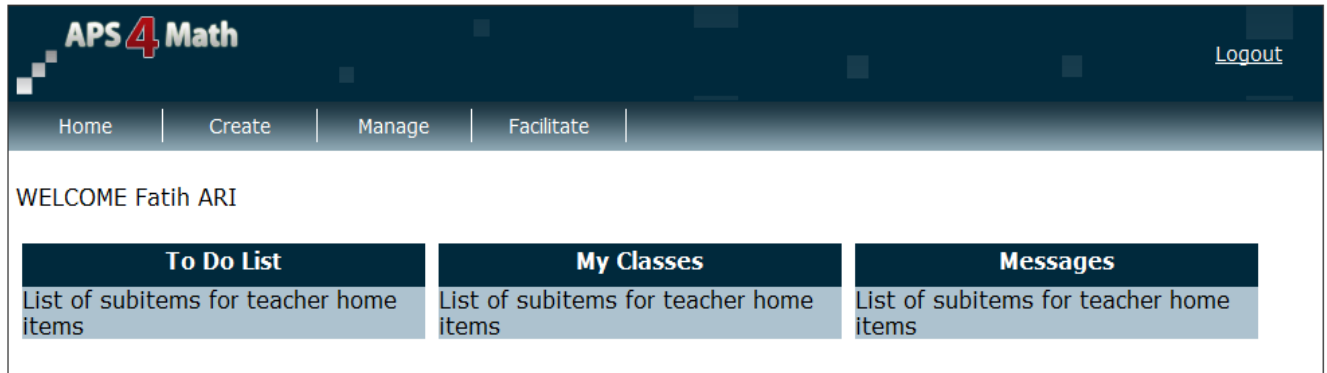 APS 4 Math
Logout
Home Create Manage Facilitate
WELCOME Fatih ARI
To Do List
List of subitems for teacher home
items
My Classes
List of subitems for teacher home
items
Messages
List of subitems for teacher home
items